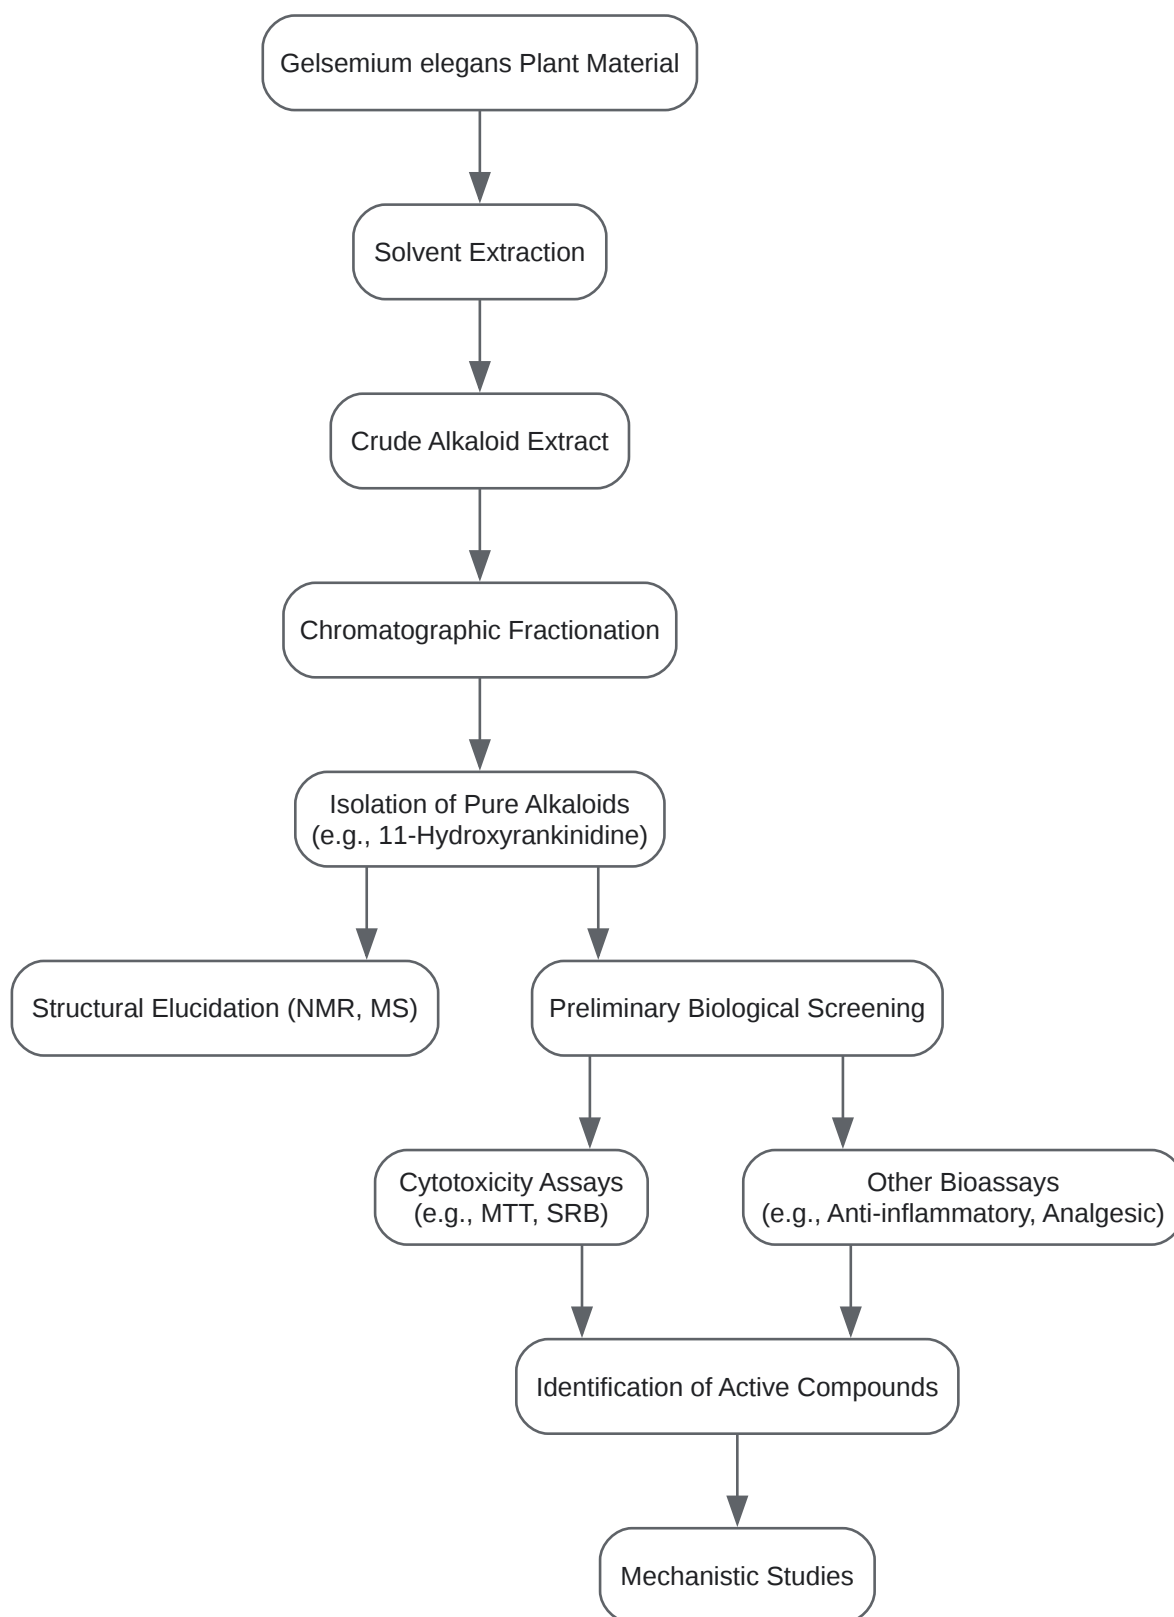 Gelsemium elegans Plant Material
Solvent Extraction
Crude Alkaloid Extract
Chromatographic Fractionation
Isolation of Pure Alkaloids
(e.g., 11-Hydroxyrankinidine)
Structural Elucidation (NMR, MS)
Preliminary Biological Screening
Cytotoxicity Assays
(e.g., MTT, SRB)
Other Bioassays
(e.g., Anti-inflammatory, Analgesic)
Identification of Active Compounds
Mechanistic Studies